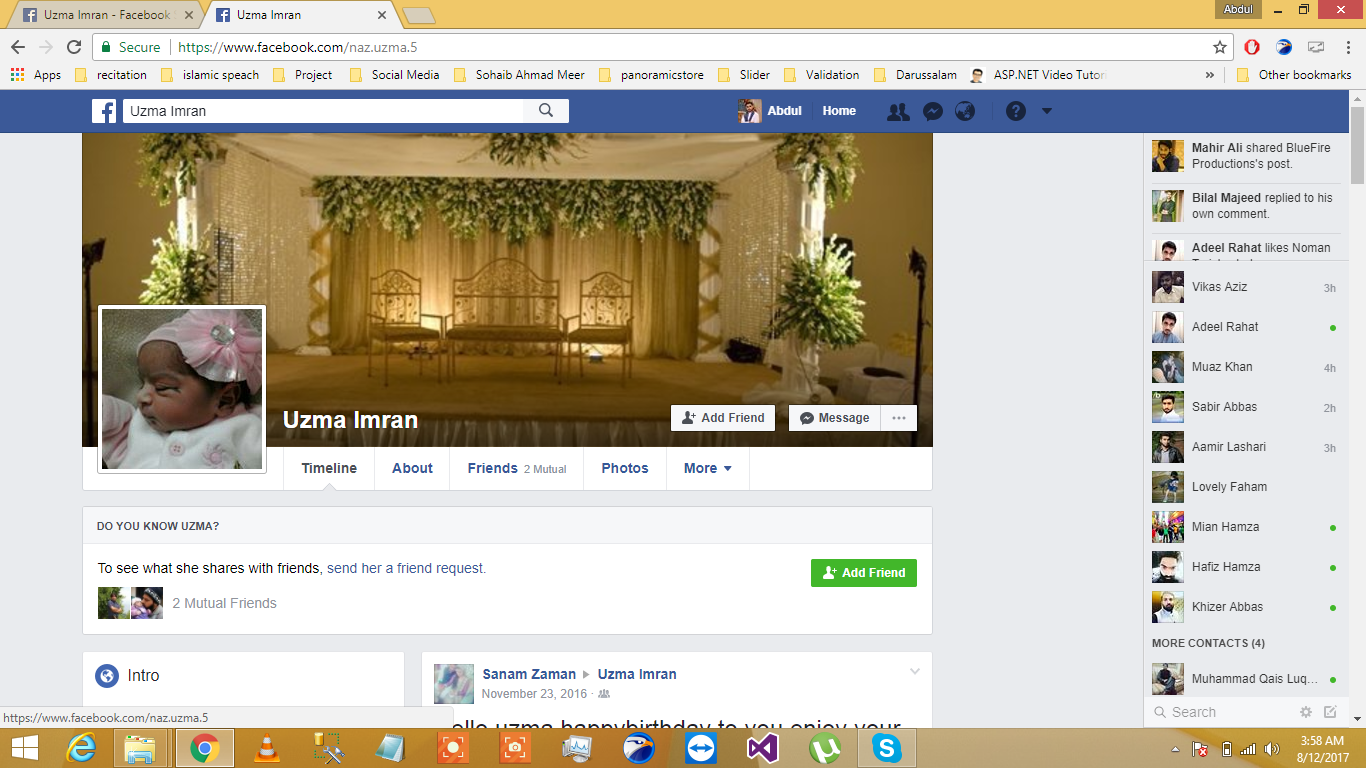 Abdul
Uzma Imran - Facebook
Uzma Imran
Secure
https://www.facebook.com/naz.uzma.5
Apps
recitation
islamic speach
Project
Social Media
Sohaib Ahmad Meer
panoramicstore
Slider
Validation
Darussalam
ASP.NET Video Tutor
»
Other bookmarks
Uzma Imran
Abdul
Home
Uzma Imran
Add Friend
Message
Timeline
About
Friends 2 Mutual
Photos
More
DO YOU KNOW UZMA?
To see what she shares with friends, send her a friend request.
Add Friend
2 Mutual Friends
Intro
Sanam Zaman ▶ Uzma Imran
November 23, 2016 ·
uzma happybirthday to you enjoy your
Mahir Ali shared BlueFire
Productions's post.
Bilal Majeed replied to his
own comment.
Adeel Rahat likes Noman
Vikas Aziz 3h
Adeel Rahat
Muaz Khan 4h
Sabir Abbas 2h
Aamir Lashari 3h
Lovely Faham
Mian Hamza
Hafiz Hamza
Khizer Abbas
MORE CONTACTS (4)
Muhammad Qais Luq...
Search
https://www.facebook.com/naz.uzma.5
3:58 AM
8/12/2017